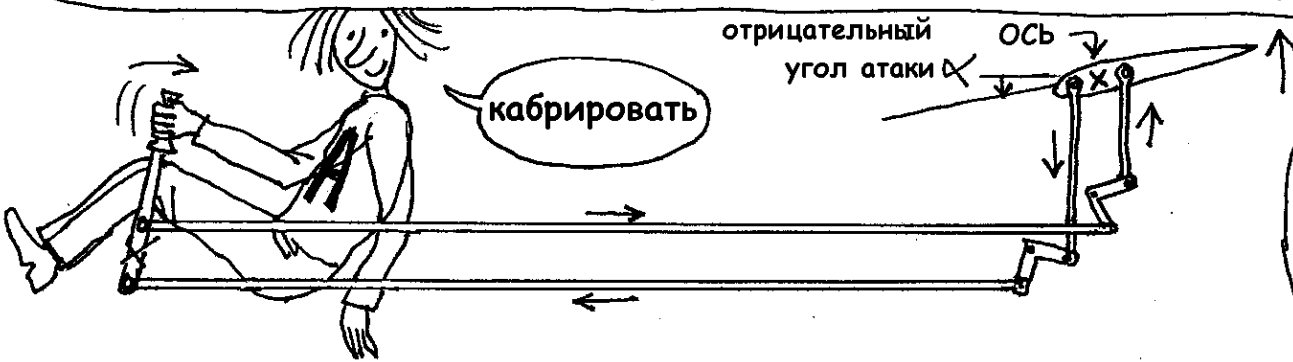 отрицательный
угол атаки α
ОСЬ
кабрировать
A